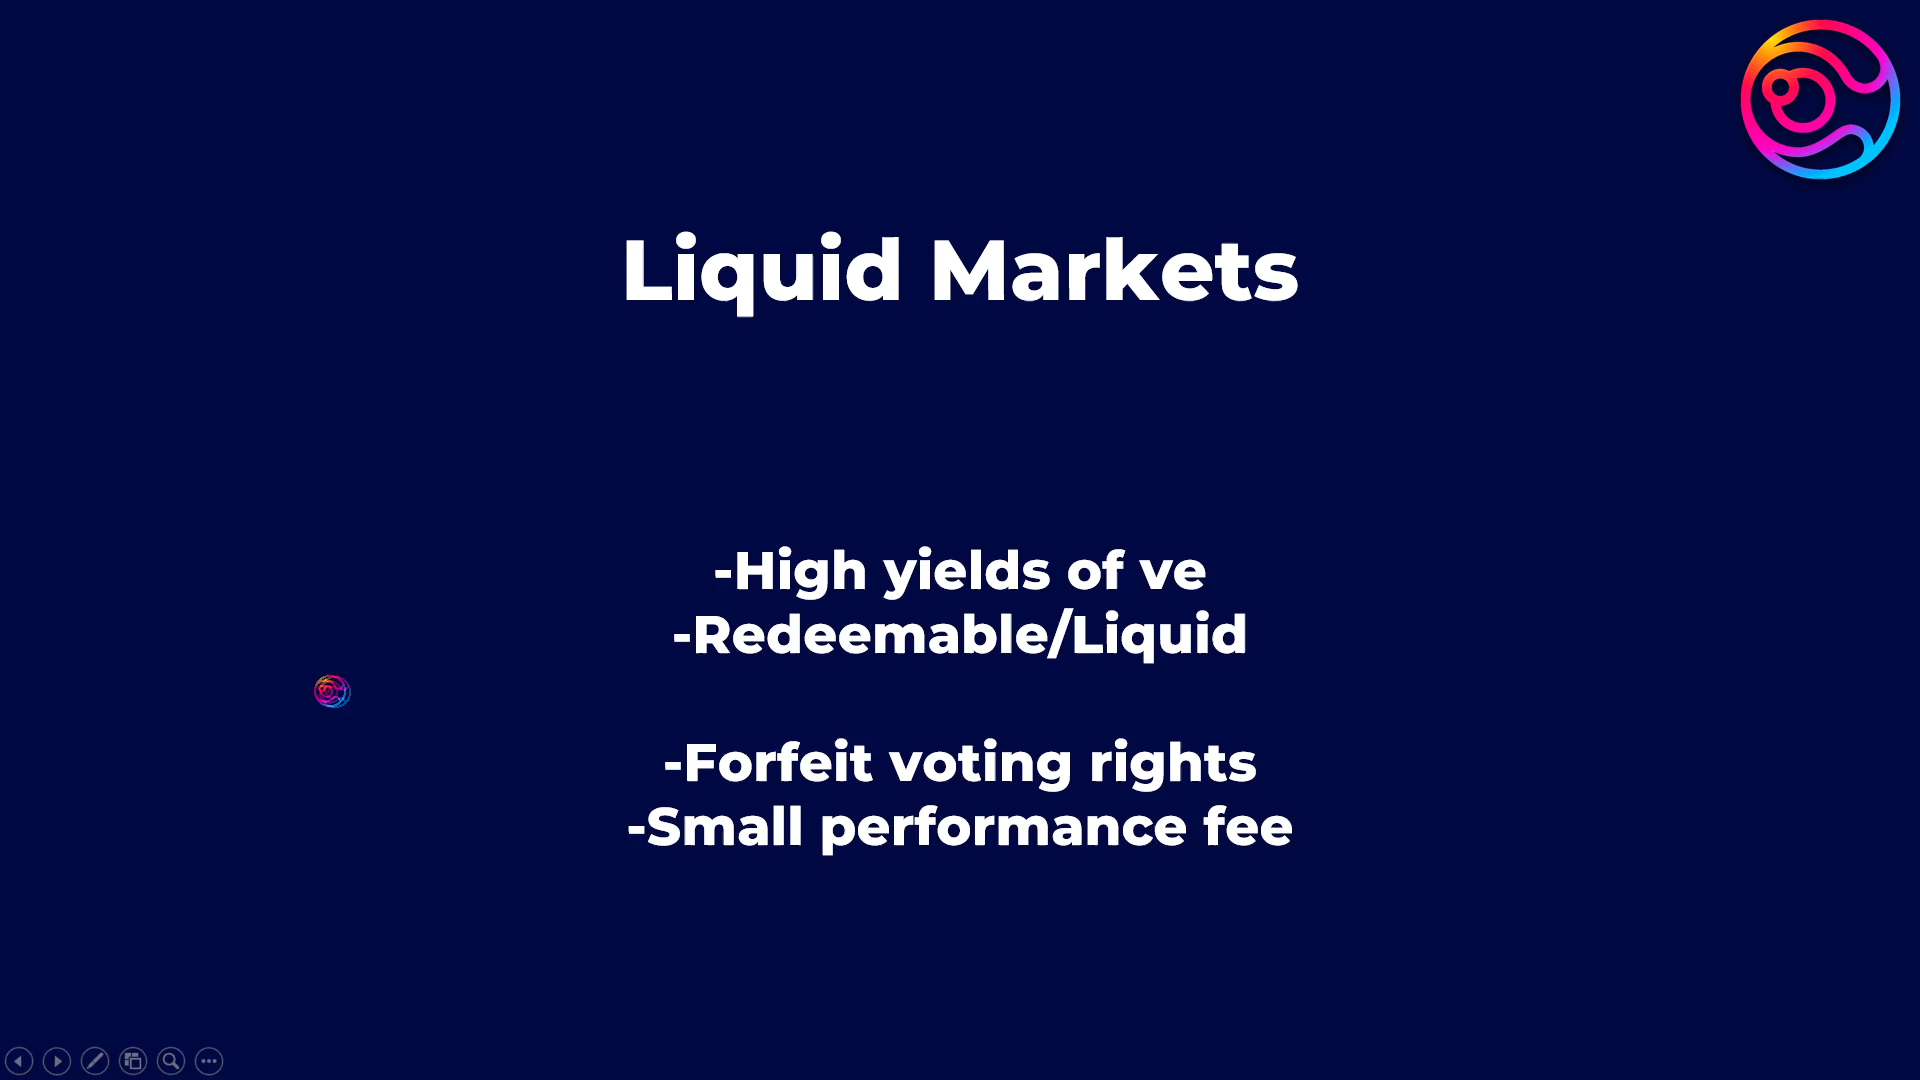 Liquid Markets
-High yields of ve
-Redeemable/Liquid
-Forfeit voting rights
-Small performance fee